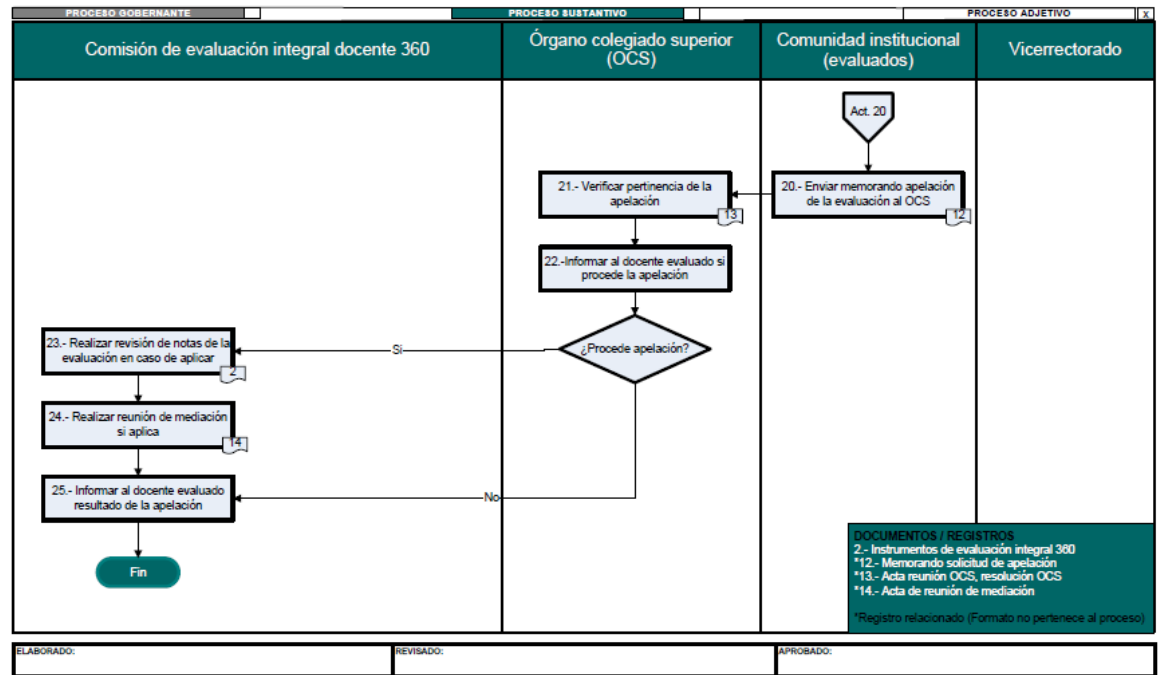 PROCESO GOBERNANTE
PROCESO SUSTANTIVO
PROCESO ADJETIVO
X
Comisión de evaluación integral docente 360
Órgano colegiado superior
(OCS)
Comunidad institucional
(evaluados)
Vicerrectorado
Act. 20
20.- Enviar memorando apelación
de la evaluación al OCS
12
21.- Verificar pertinencia de la
apelación
13
22.-Informar al docente evaluado si
procede la apelación
¿Procede apelación?
Si
23.- Realizar revisión de notas de la
evaluación en caso de aplicar
2
24.- Realizar reunión de mediación
si aplica
14
25.- Informar al docente evaluado
resultado de la apelación
No
Fin
DOCUMENTOS / REGISTROS
2.- Instrumentos de evaluación integral 360
*12.- Memorando solicitud de apelación
*13.- Acta reunión OCS, resolución OCS
*14.- Acta de reunión de mediación
*Registro relacionado (Formato no pertenece al proceso)
ELABORADO:
REVISADO:
APROBADO: